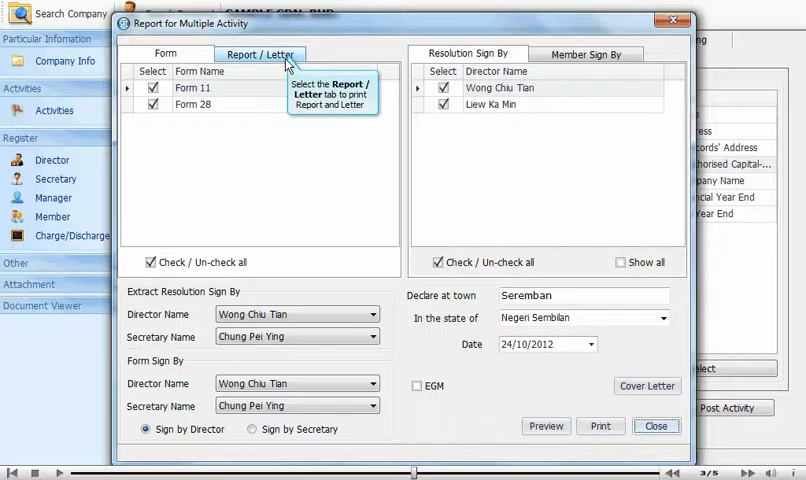 Search Company
SAMPLE SDN. BHD
Report for Multiple Activity
Particular Infomation
Company Info
Activities
Activities
Register
Director
Secretary
Manager
Member
Charge/Discharge
Other
Attachment
Document Viewer
Form
Report / Letter
Select
Form Name
Form 11
Form 28
Select the Report /
Letter tab to print
Report and Letter
Check / Un-check all
Resolution Sign By
Member Sign By
Select
Director Name
Wong Chiu Tian
Liew Ka Min
Check / Un-check all
Show all
Extract Resolution Sign By
Director Name
Wong Chiu Tian
Secretary Name
Chung Pei Ying
Form Sign By
Director Name
Wong Chiu Tian
Secretary Name
Chung Pei Ying
Sign by Director
Sign by Secretary
Declare at town
Seremban
In the state of
Negeri Sembilan
Date
24/10/2012
EGM
Cover Letter
Preview
Print
Close
ords' Address
thorised Capital-...
pany Name
ncial Year End
Year End
lect
Post Activity
3/5